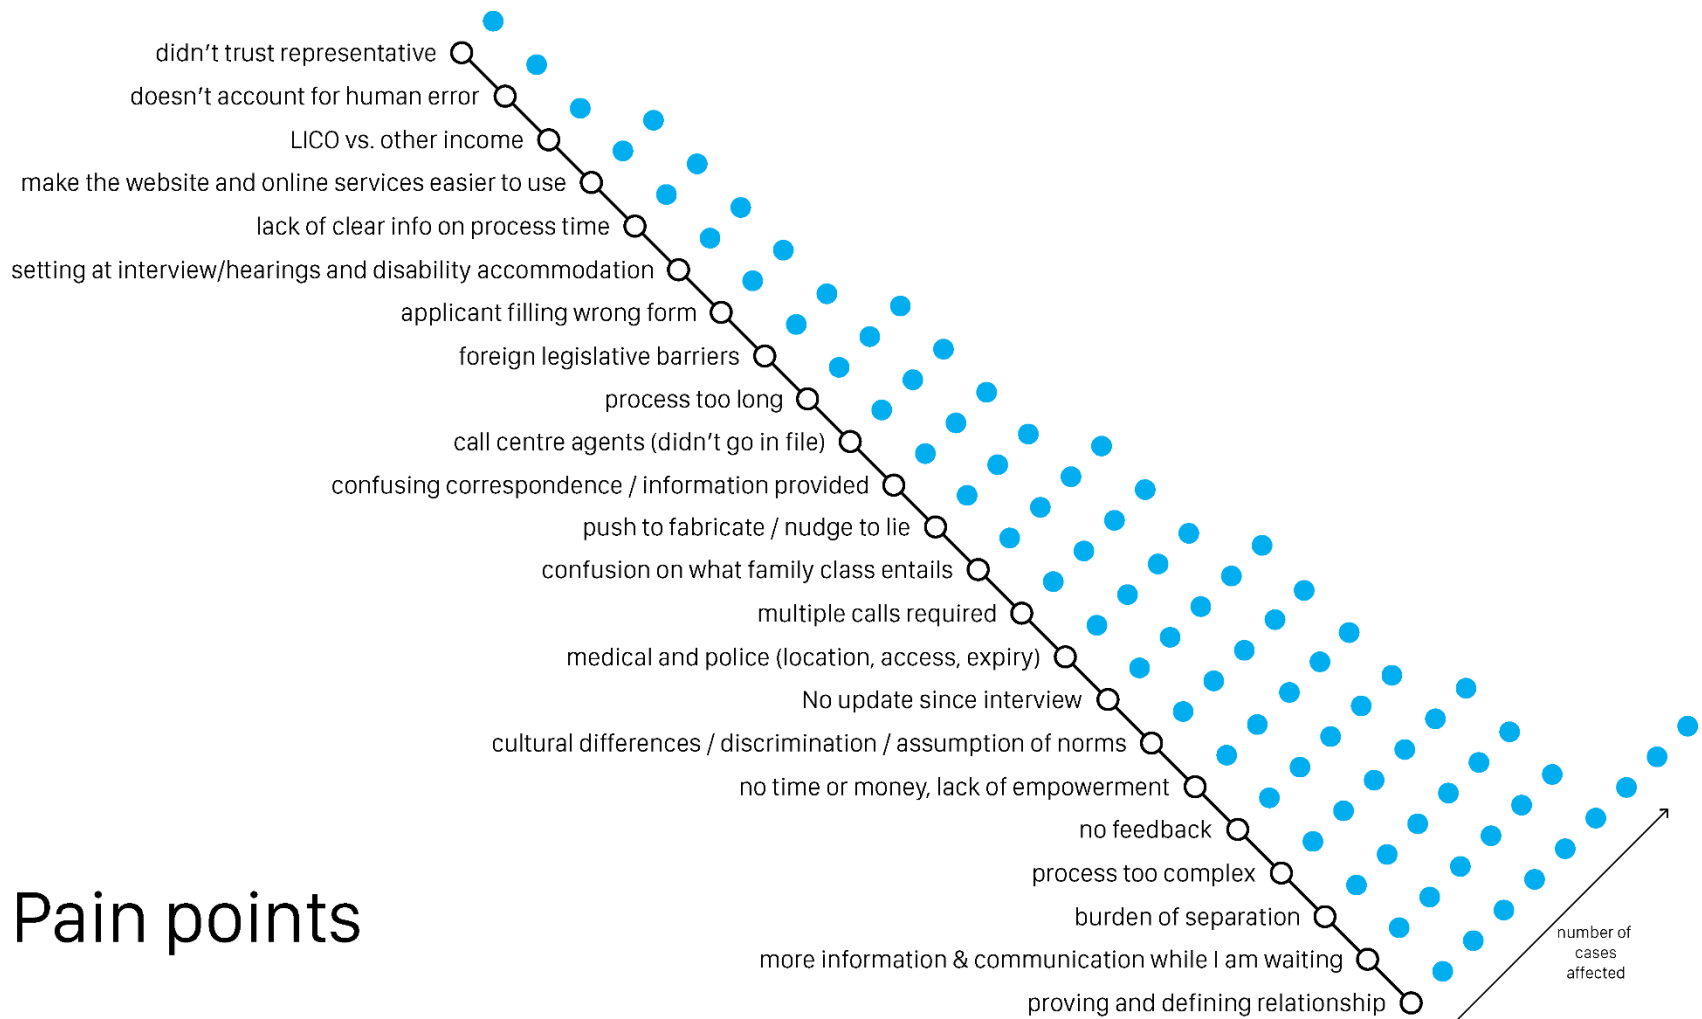 didn't trust representative
doesn't account for human error
LICO vs. other income
make the website and online services easier to use
lack of clear info on process time
setting at interview/hearings and disability accommodation
applicant filling wrong form
foreign legislative barriers
process too long
call centre agents (didn't go in file)
confusing correspondence / information provided
push to fabricate / nudge to lie
confusion on what family class entails
multiple calls required
medical and police (location, access, expiry)
No update since interview
cultural differences / discrimination / assumption of norms
no time or money, lack of empowerment
no feedback
process too complex
burden of separation
more information & communication while I am waiting
proving and defining relationship
Pain points
number of
cases
affected